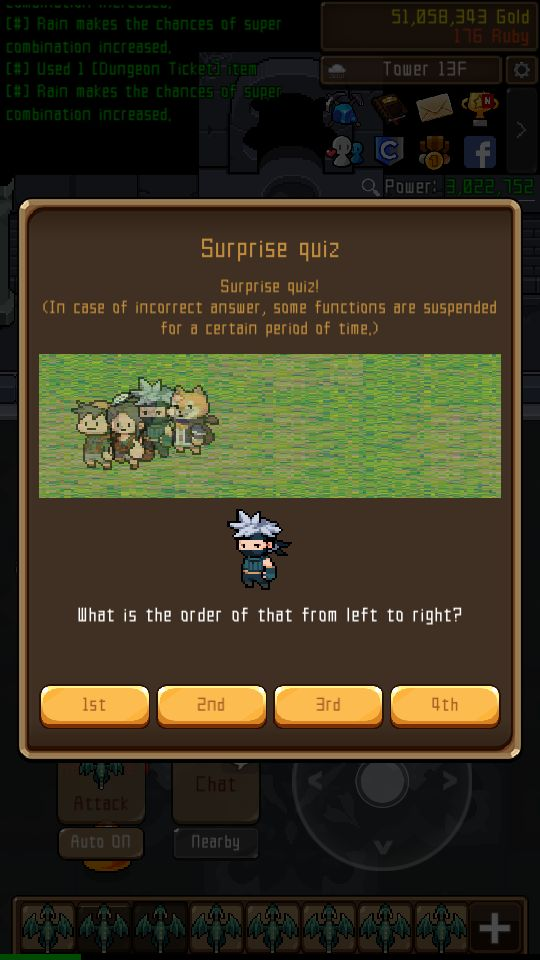 combination increased.
[#] Rain makes the chances of super
combination increased.
[#] Used 1 [Dungeon Ticket] item
[#] Rain makes the chances of super
combination increased.
51,058,343 Gold
176 Ruby
Tower 13F
Power: 3,022,752
Surprise quiz
Surprise quiz!
(In case of incorrect answer, some functions are suspended
for a certain period of time.)
What is the order of that from left to right?
1st
2nd
3rd
4th
Attack
Chat
Auto ON
Nearby